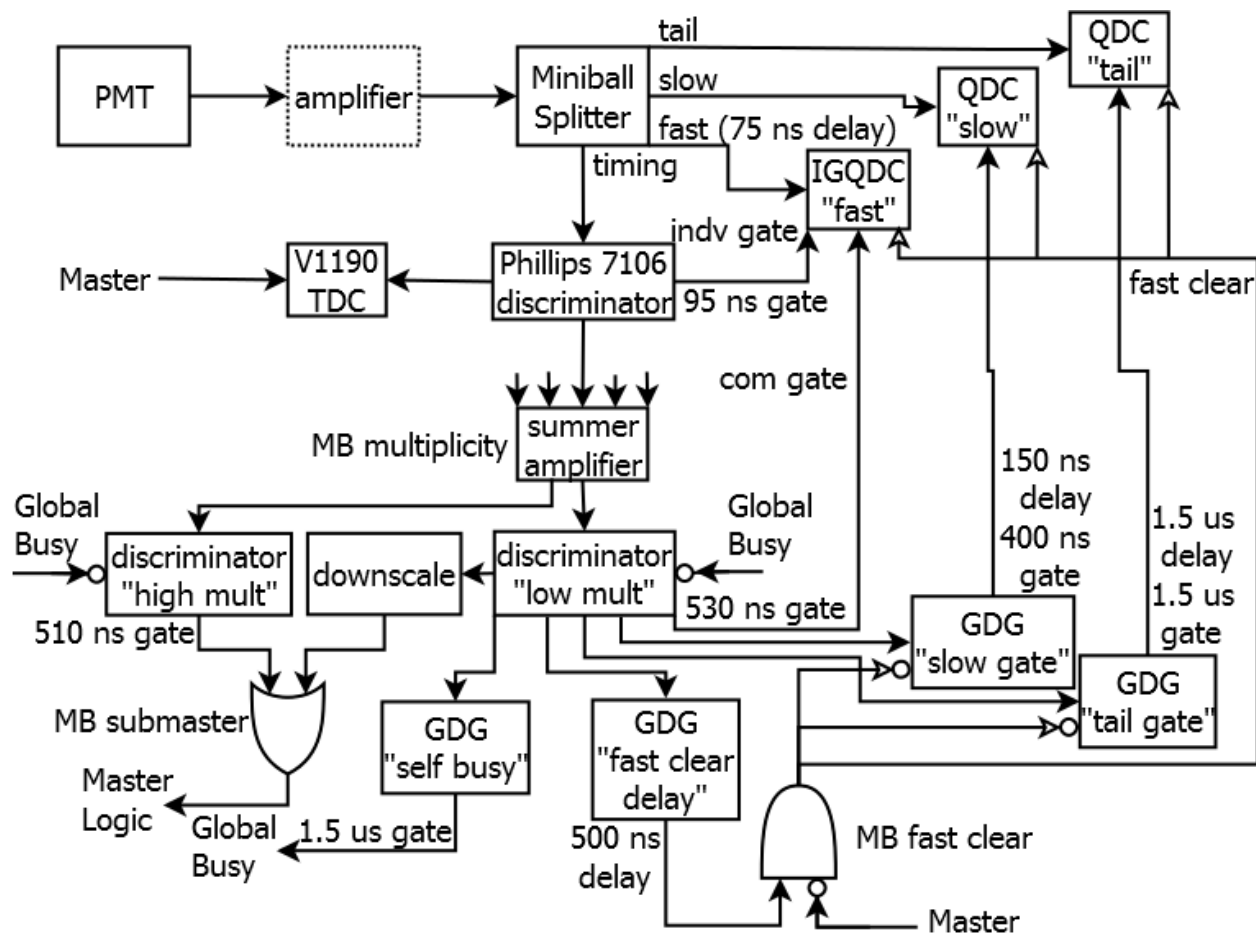 tail
QDC
"tail"
PMT
amplifier
Miniball
Splitter
slow
QDC
"slow"
fast (75 ns delay)
timing
IGQDC
"fast"
indv gate
Master
V1190
TDC
Phillips 7106
discriminator
95 ns gate
fast clear
com gate
MB multiplicity
summer
amplifier
150 ns
delay
400 ns
gate
1.5 us
delay
1.5 us
gate
Global
Busy
discriminator
"high mult"
downscale
discriminator
"low mult"
Global
Busy
510 ns gate
530 ns gate
GDG
"slow gate"
GDG
"tail gate"
MB submaster
GDG
"self busy"
GDG
"fast clear
delay"
Master
Logic
Global
Busy
1.5 us gate
500 ns
delay
MB fast clear
Master